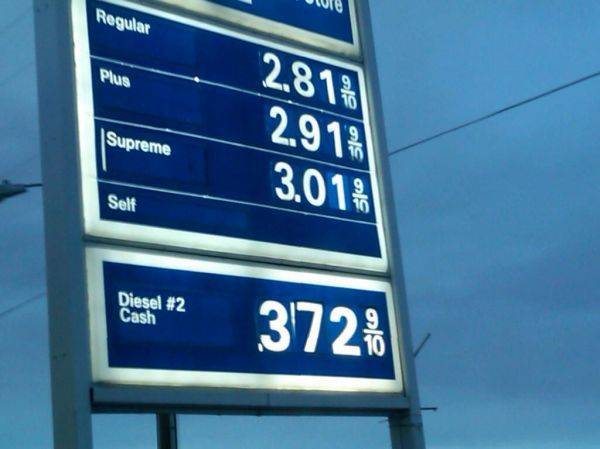 Store
Regular 2.81 9/10
Plus 2.91 9/10
Supreme 3.01 9/10
Self
Diesel #2
Cash
.3'72 9/10